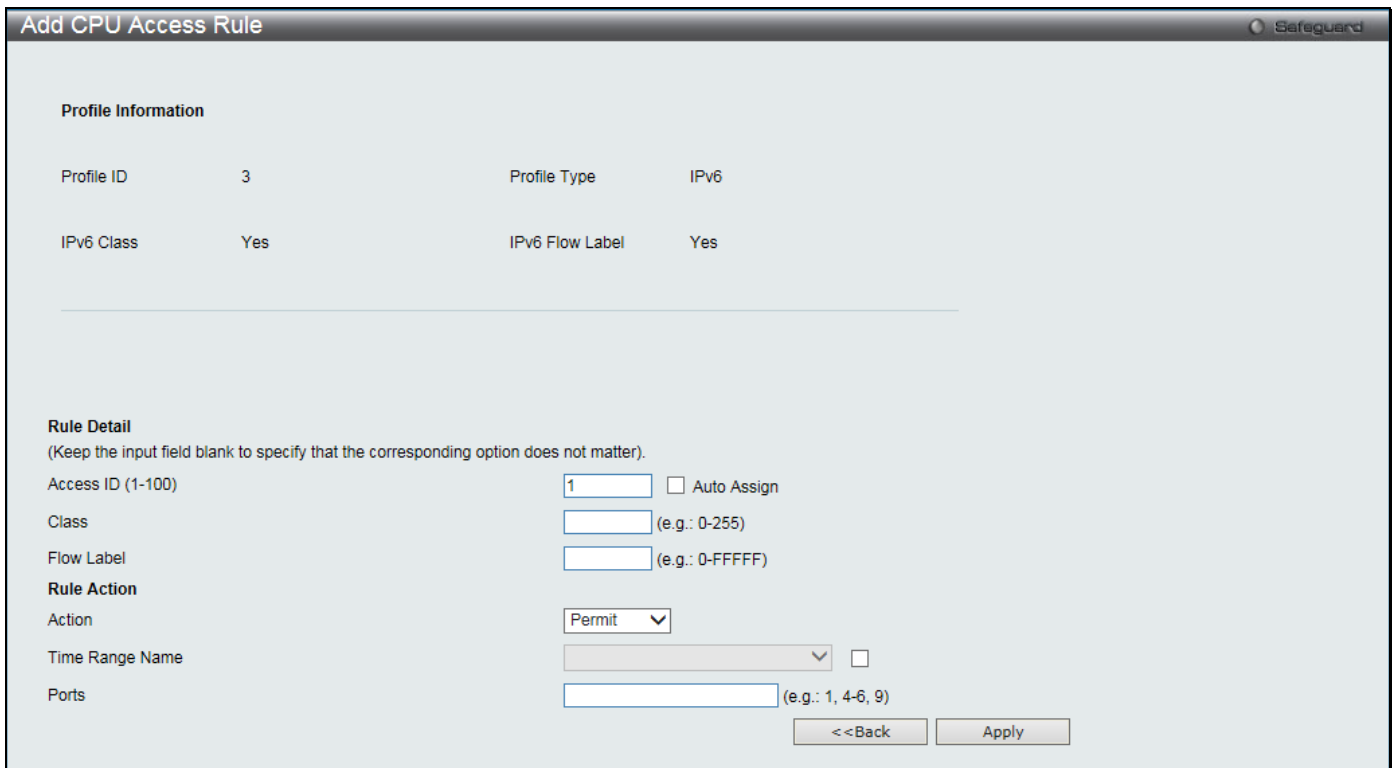 Add CPU Access Rule
Safeguard
Profile Information
Profile ID 3 Profile Type IPv6
IPv6 Class Yes IPv6 Flow Label Yes
Rule Detail
(Keep the input field blank to specify that the corresponding option does not matter).
Access ID (1-100) 1 Auto Assign
Class (e.g.: 0-255)
Flow Label (e.g.: 0-FFFFF)
Rule Action
Action Permit
Time Range Name
Ports (e.g.: 1, 4-6, 9)
<<Back Apply